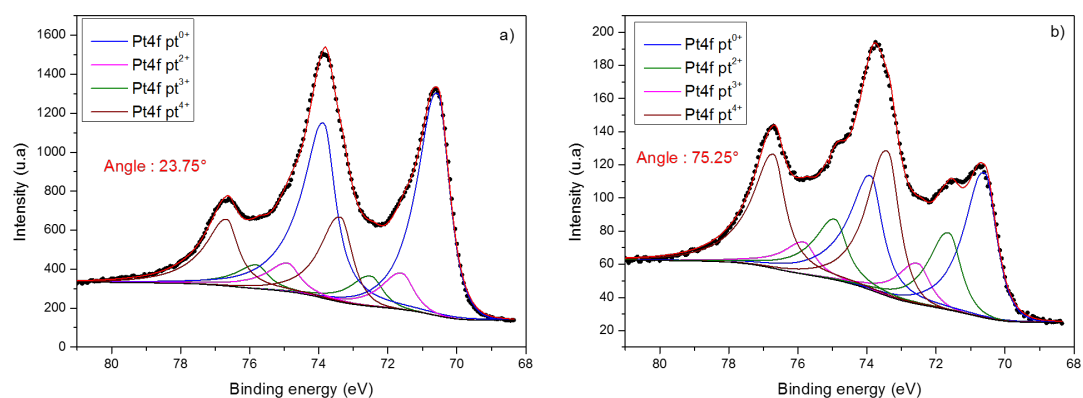 a)
Pt4f pt⁰⁺
Pt4f pt²⁺
Pt4f pt³⁺
Pt4f pt⁴⁺
Angle : 23.75°
Intensity (u.a)
1600
1400
1200
1000
800
600
400
200
0
80 78 76 74 72 70 68
Binding energy (eV)
b)
Pt4f pt⁰⁺
Pt4f pt²⁺
Pt4f pt³⁺
Pt4f pt⁴⁺
Angle : 75.25°
Intensity (u.a)
200
180
160
140
120
100
80
60
40
20
80 78 76 74 72 70 68
Binding energy (eV)